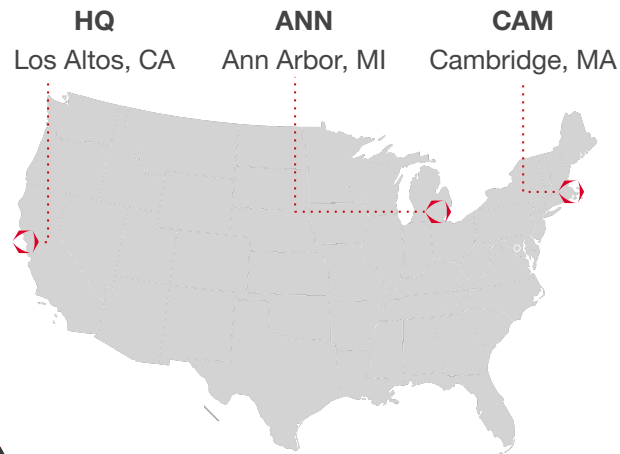 HQ
Los Altos, CA
ANN
Ann Arbor, MI
CAM
Cambridge, MA